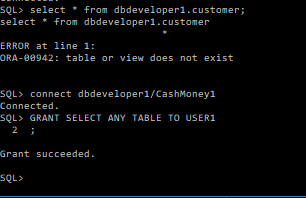 SQL> select * from dbdeveloper1.customer;
select * from dbdeveloper1.customer
*
ERROR at line 1:
ORA-00942: table or view does not exist
SQL> connect dbdeveloper1/CashMoney1
Connected.
SQL> GRANT SELECT ANY TABLE TO USER1
2 ;
Grant succeeded.
SQL>